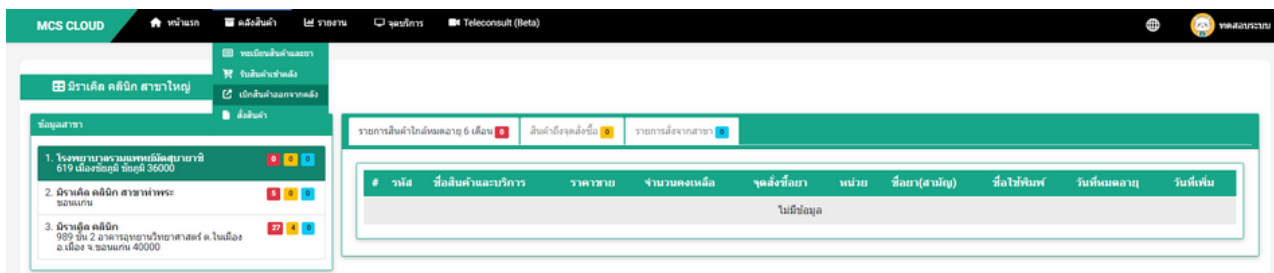 MCS CLOUD หน้าแรก คลังสินค้า รายงาน จุดบริการ Teleconsult (Beta) ทดสอบระบบ
ทะเบียนสินค้าและยา
รับสินค้าเข้าคลัง
เบิกสินค้าออกจากคลัง
สั่งสินค้า
มิราเคิล คลินิก สาขาใหญ่
ข้อมูลสาขา
1. โรงพยาบาลรวมแพทย์มัดสุบายาชิ 0 0 0
619 เมืองชัยภูมิ ชัยภูมิ 36000
2. มิราเคิล คลินิก สาขาท่าพระ 5 0 0
ขอนแก่น
3. มิราเคิล คลินิก 27 4 0
989 ชั้น 2 อาคารอุทยานวิทยาศาสตร์ ต.ในเมือง
อ.เมือง จ.ขอนแก่น 40000
รายการสินค้าใกล้หมดอายุ 6 เดือน 0 สินค้าถึงจุดสั่งซื้อ 0 รายการสั่งจากสาขา 0
# รหัส ชื่อสินค้าและบริการ ราคาขาย จำนวนคงเหลือ จุดสั่งซื้อยา หน่วย ชื่อยา(สามัญ) ชื่อใช้พิมพ์ วันที่หมดอายุ วันที่เพิ่ม
ไม่มีข้อมูล